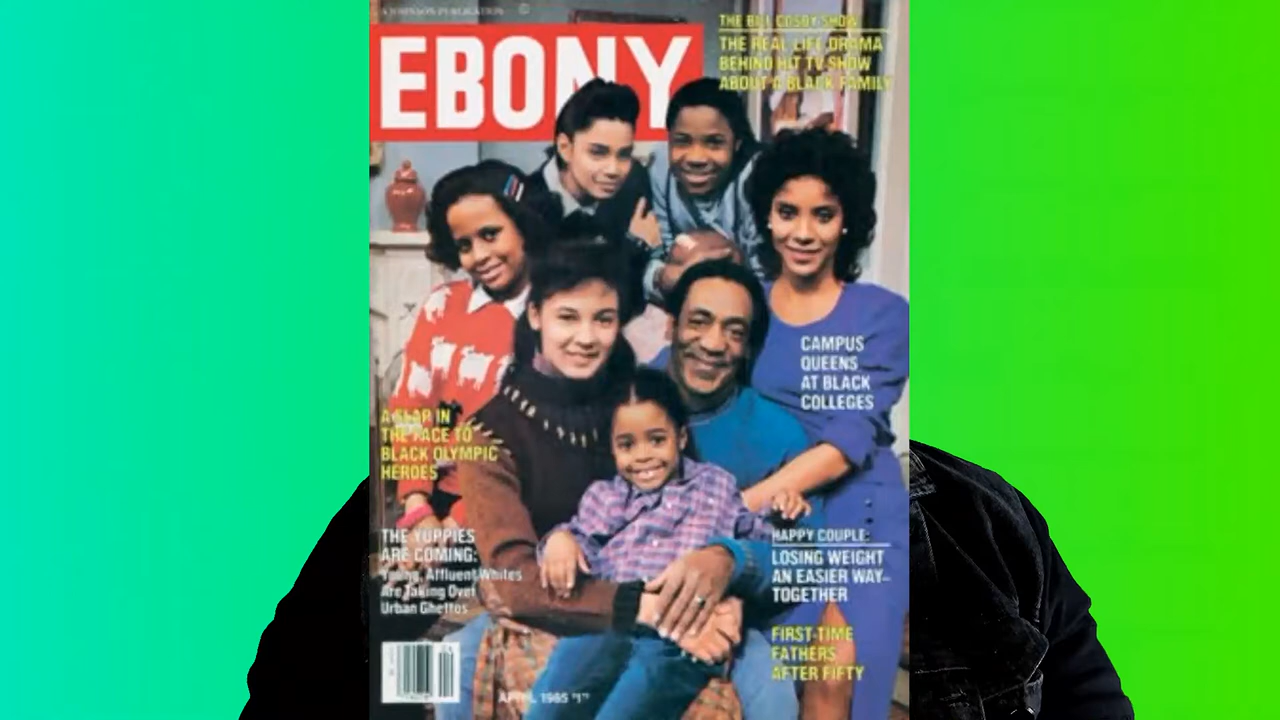 A JOHNSON PUBLICATION
EBONY
THE BILL COSBY SHOW
THE REAL LIFE DRAMA
BEHIND HIT TV SHOW
ABOUT A BLACK FAMILY
CAMPUS
QUEENS
AT BLACK
COLLEGES
A SLAP IN
THE FACE TO
BLACK OLYMPIC
HEROES
THE YUPPIES
ARE COMING:
Young, Affluent Whites
Are Taking Over
Urban Ghettos
HAPPY COUPLE:
LOSING WEIGHT
AN EASIER WAY–
TOGETHER
FIRST-TIME
FATHERS
AFTER FIFTY
APRIL 1985